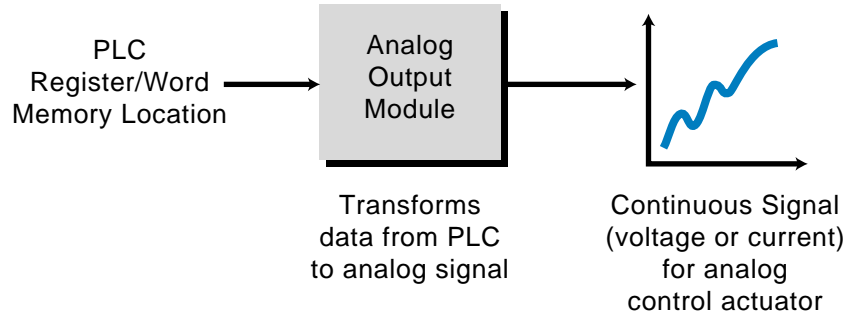 PLC
Register/Word
Memory Location
Analog
Output
Module
Transforms
data from PLC
to analog signal
Continuous Signal
(voltage or current)
for analog
control actuator